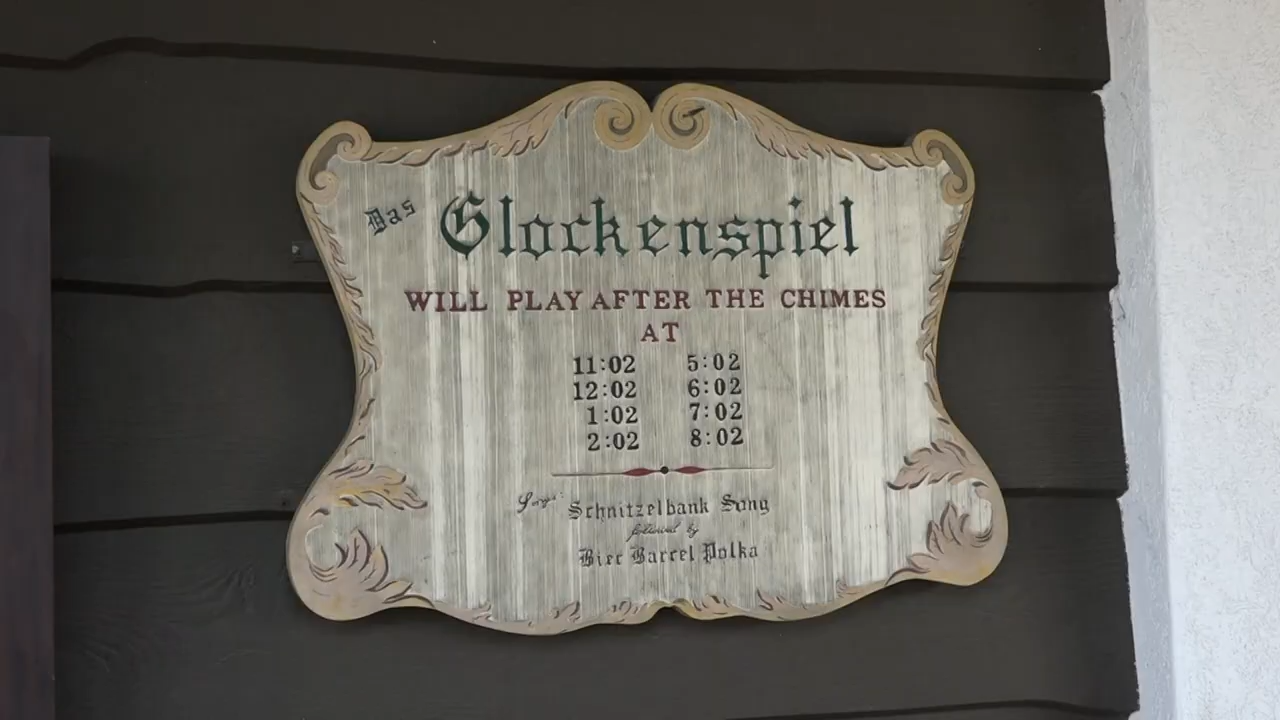 Das Glockenspiel
WILL PLAY AFTER THE CHIMES
AT
11:02 5:02
12:02 6:02
1:02 7:02
2:02 8:02
Schnitzelbank Song
followed by
Bier Barrel Polka